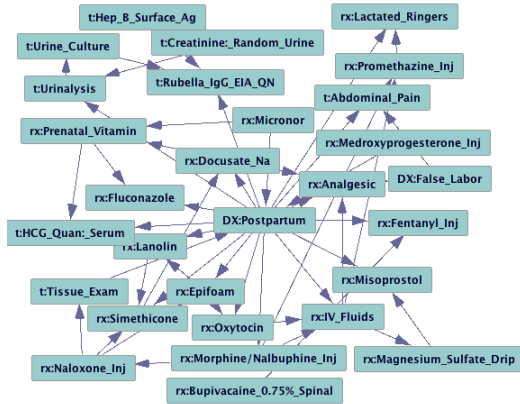 t:Hep_B_Surface_Ag
rx:Lactated_Ringers
t:Urine_Culture
t:Creatinine:_Random_Urine
rx:Promethazine_Inj
t:Urinalysis
t:Rubella_IgG_EIA_QN
t:Abdominal_Pain
rx:Prenatal_Vitamin
rx:Micronor
rx:Medroxyprogesterone_Inj
rx:Docusate_Na
rx:Analgesic
DX:False_Labor
rx:Fluconazole
DX:Postpartum
rx:Fentanyl_Inj
t:HCG_Quan:_Serum
rx:Lanolin
rx:Misoprostol
t:Tissue_Exam
rx:Epifoam
rx:Simethicone
rx:Oxytocin
rx:IV_Fluids
rx:Naloxone_Inj
rx:Morphine/Nalbuphine_Inj
rx:Magnesium_Sulfate_Drip
rx:Bupivacaine_0.75%_Spinal